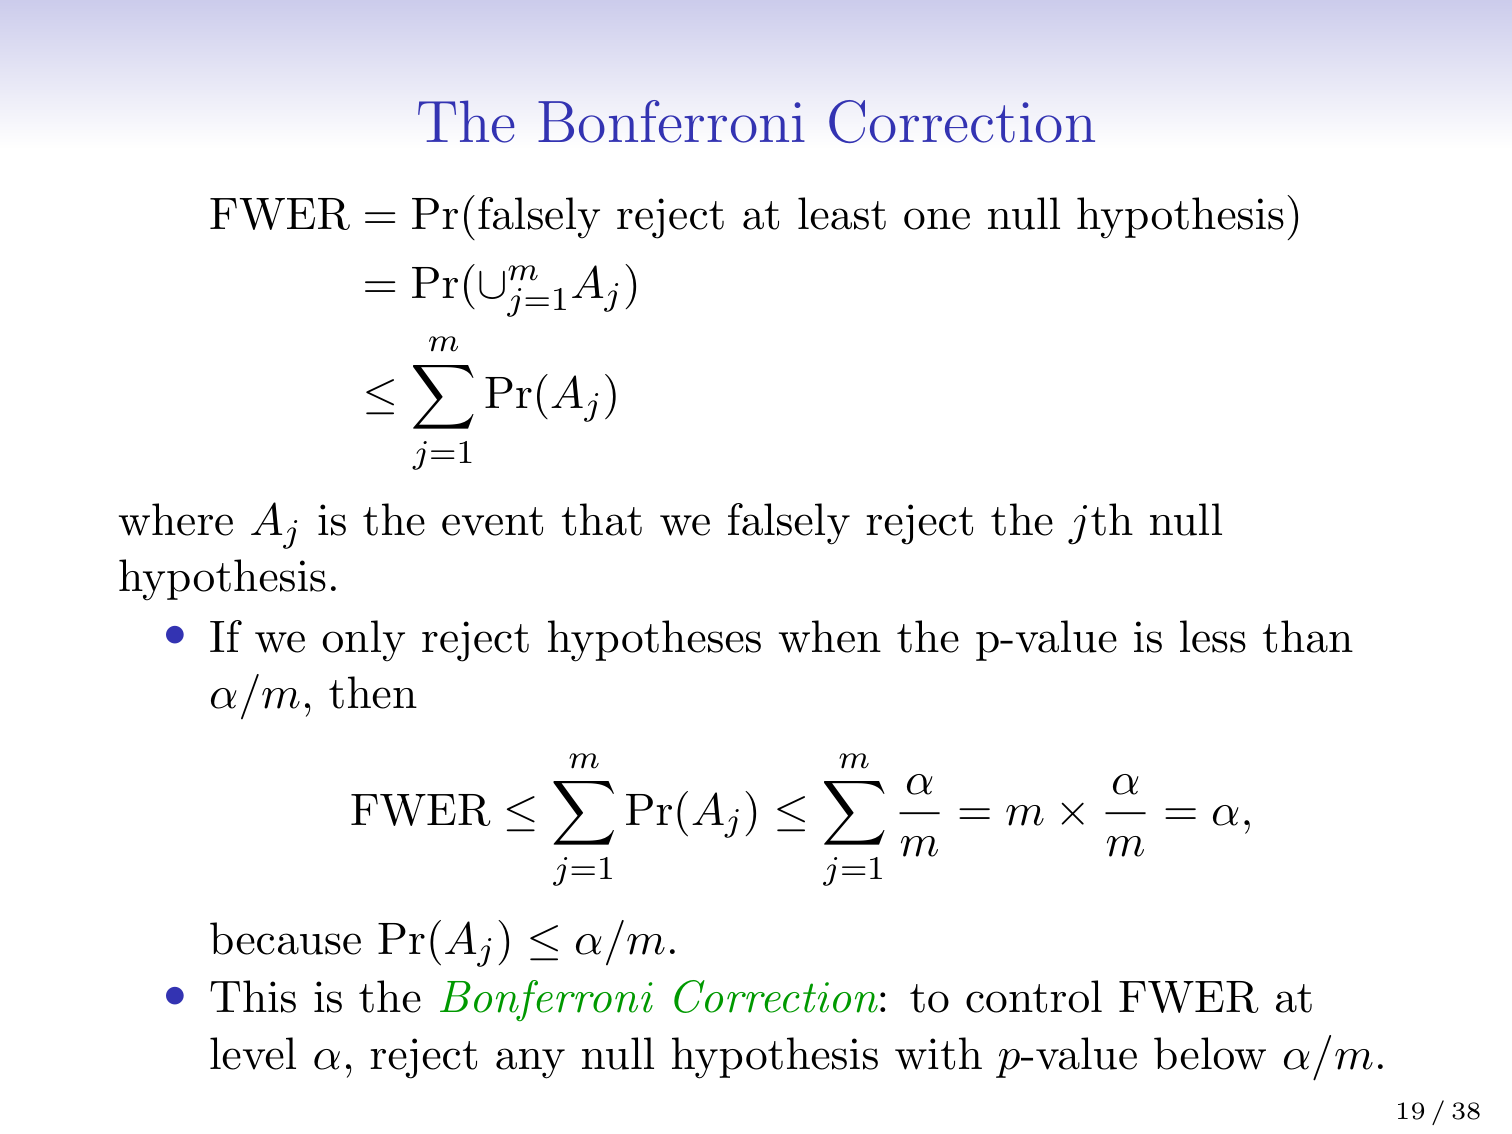 The Bonferroni Correction
FWER = Pr(falsely reject at least one null hypothesis)
= Pr(∪_{j=1}^{m} A_j)
≤ ∑_{j=1}^{m} Pr(A_j)
where A_j is the event that we falsely reject the jth null
hypothesis.
• If we only reject hypotheses when the p-value is less than
α/m, then
FWER ≤ ∑_{j=1}^{m} Pr(A_j) ≤ ∑_{j=1}^{m} α/m = m × α/m = α,
because Pr(A_j) ≤ α/m.
• This is the Bonferroni Correction: to control FWER at
level α, reject any null hypothesis with p-value below α/m.
19 / 38